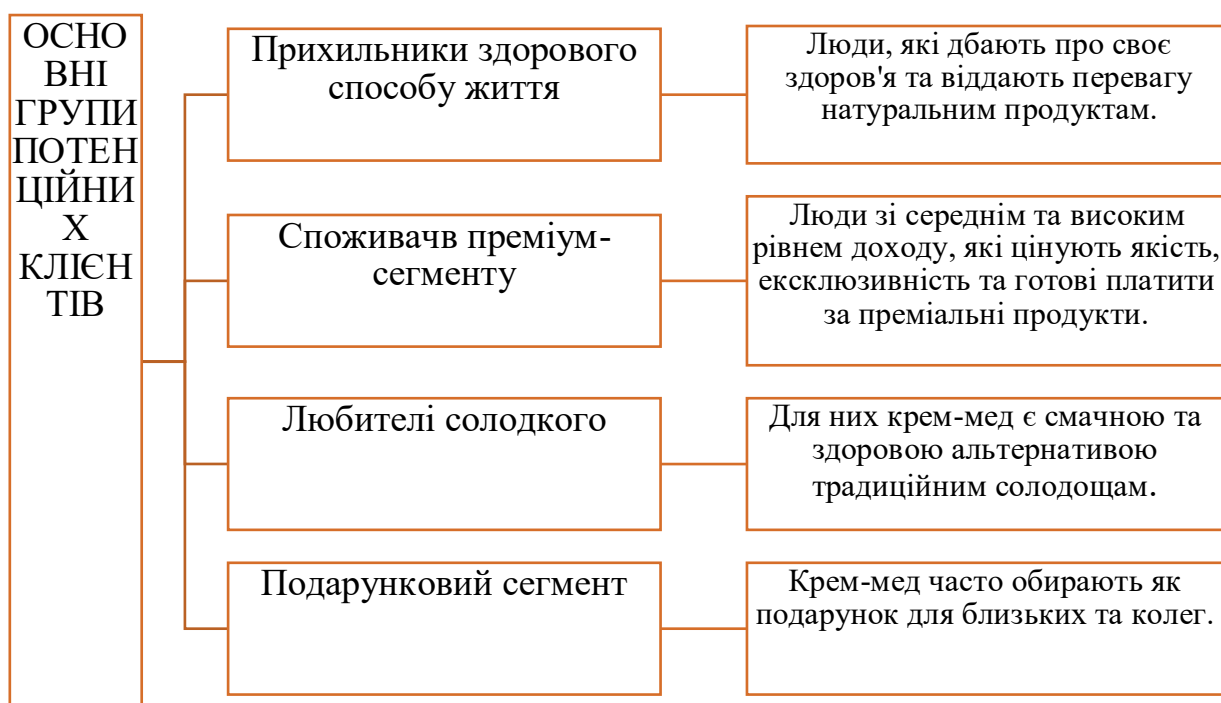 ОСНО
ВНІ
ГРУПИ
ПОТЕН
ЦІЙНИ
Х
КЛІЄН
ТІВ
Прихильники здорового
способу життя
Люди, які дбають про своє
здоров'я та віддають перевагу
натуральним продуктам.
Споживачв преміум-
сегменту
Люди зі середнім та високим
рівнем доходу, які цінують якість,
ексклюзивність та готові платити
за преміальні продукти.
Любителі солодкого
Для них крем-мед є смачною та
здоровою альтернативою
традиційним солодощам.
Подарунковий сегмент
Крем-мед часто обирають як
подарунок для близьких та колег.